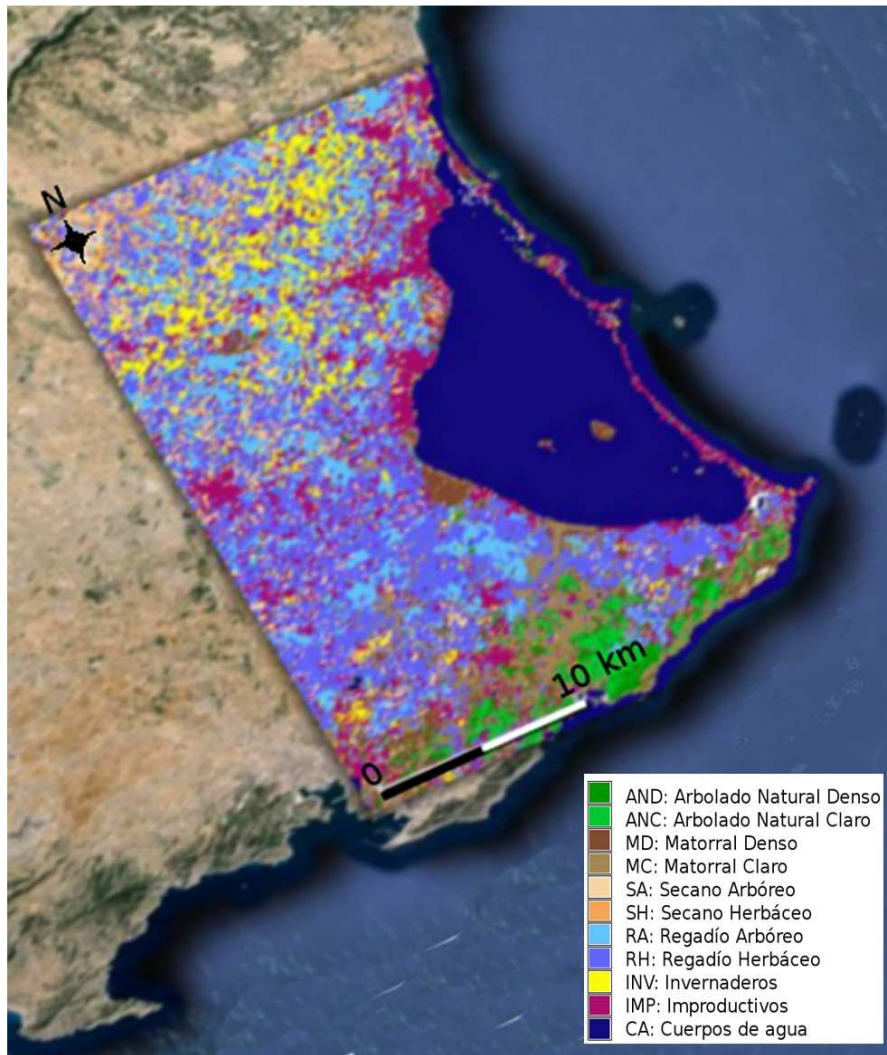 N
10 km
0
AND: Arbolado Natural Denso
ANC: Arbolado Natural Claro
MD: Matorral Denso
MC: Matorral Claro
SA: Secano Arbóreo
SH: Secano Herbáceo
RA: Regadío Arbóreo
RH: Regadío Herbáceo
INV: Invernaderos
IMP: Improductivos
CA: Cuerpos de agua